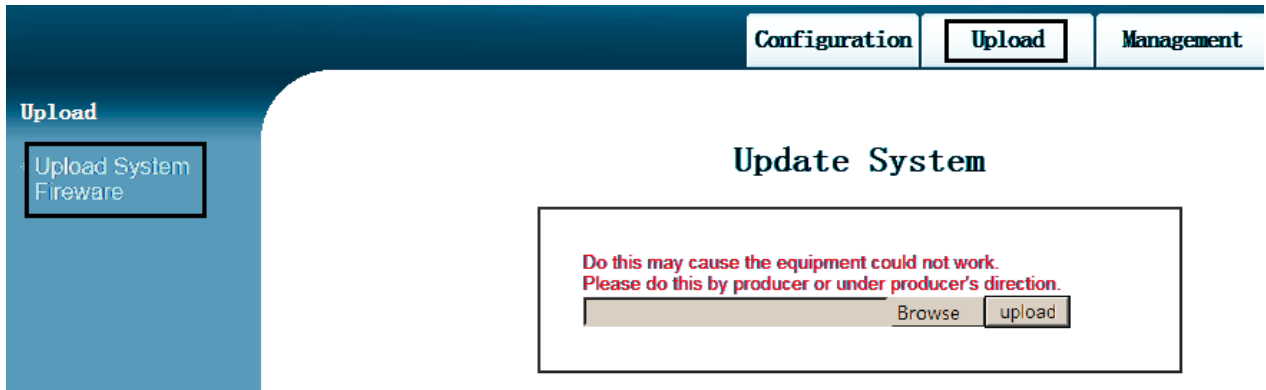 Configuration Upload Management
Upload
Upload System
Fireware
Update System
Do this may cause the equipment could not work.
Please do this by producer or under producer's direction.
Browse upload